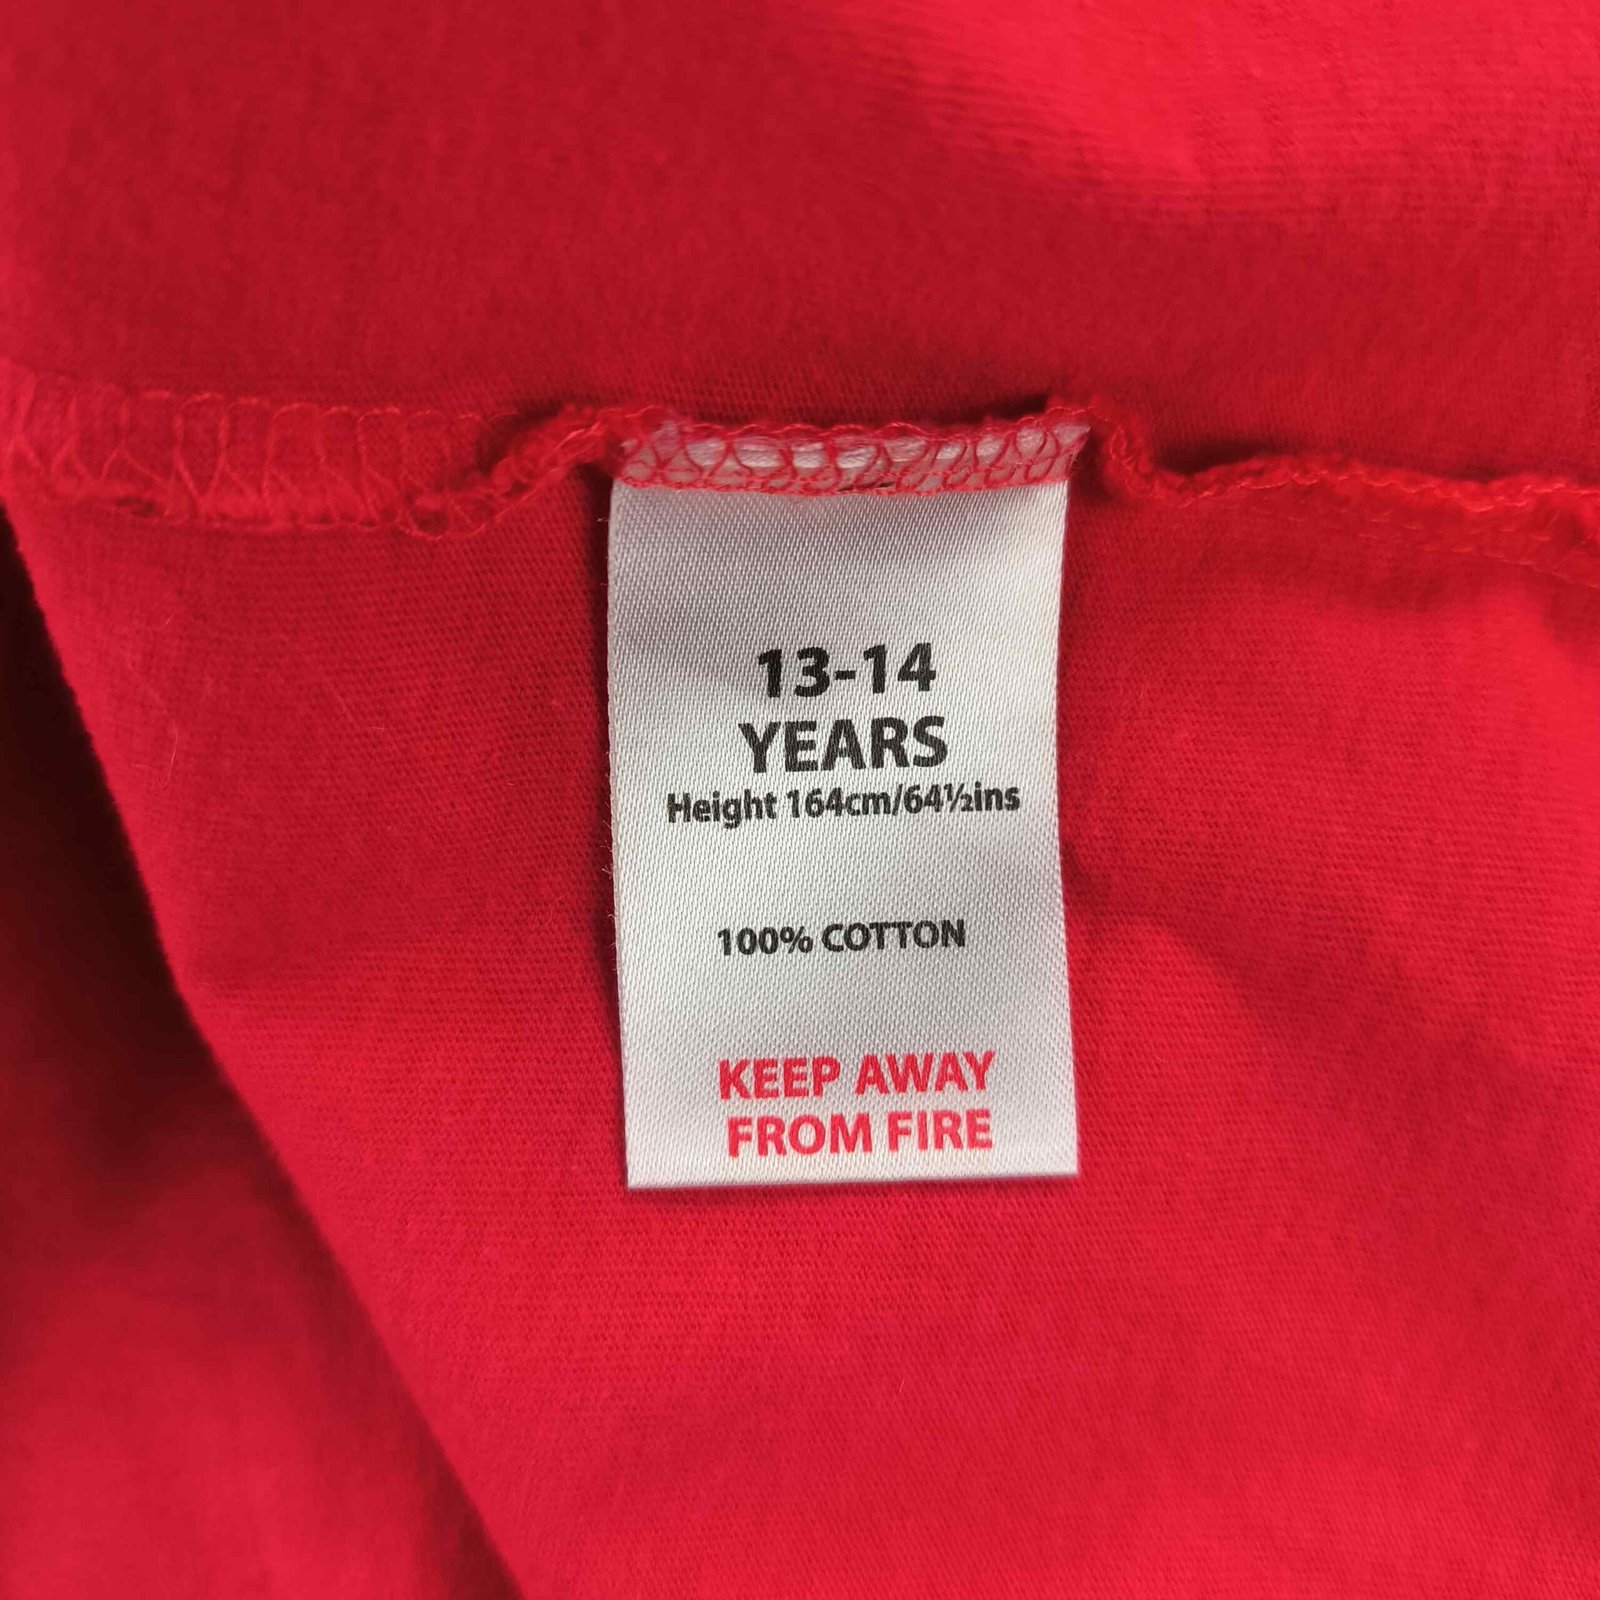 13-14
YEARS
Height 164cm/64½ins
100% COTTON
KEEP AWAY
FROM FIRE